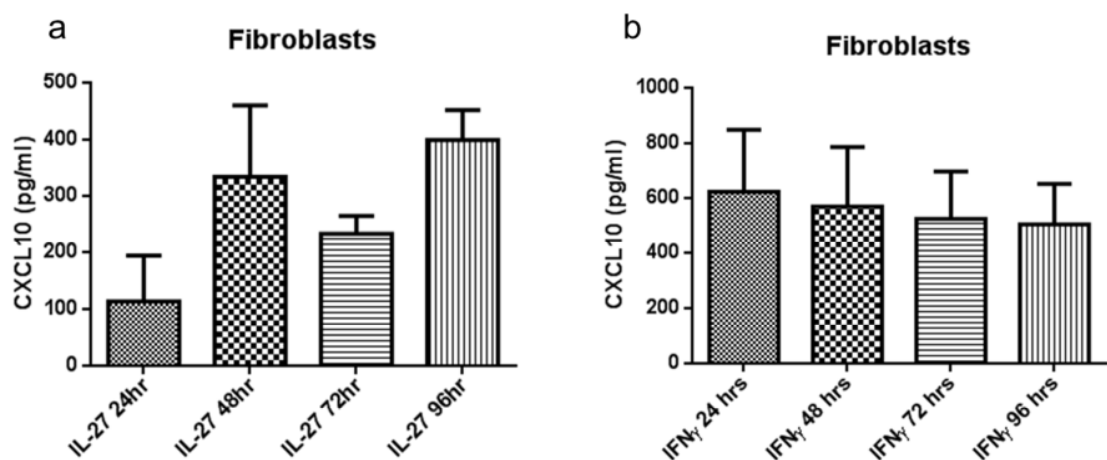 a
Fibroblasts
CXCL10 (pg/ml)
500
400
300
200
100
0
IL-27 24hr
IL-27 48hr
IL-27 72hr
IL-27 96hr
b
Fibroblasts
CXCL10 (pg/ml)
1000
800
600
400
200
0
IFNγ 24 hrs
IFNγ 48 hrs
IFNγ 72 hrs
IFNγ 96 hrs